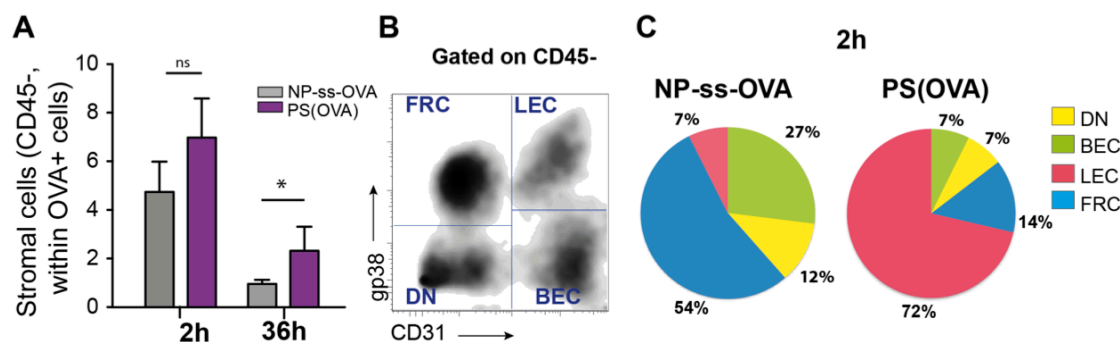 A
Stromal cells (CD45-,
within OVA+ cells)
10
8
6
4
2
0
ns
*
2h
36h
NP-ss-OVA
PS(OVA)
B
Gated on CD45-
FRC
LEC
DN
BEC
gp38
CD31
C
2h
NP-ss-OVA
7%
27%
12%
54%
PS(OVA)
7%
7%
14%
72%
DN
BEC
LEC
FRC